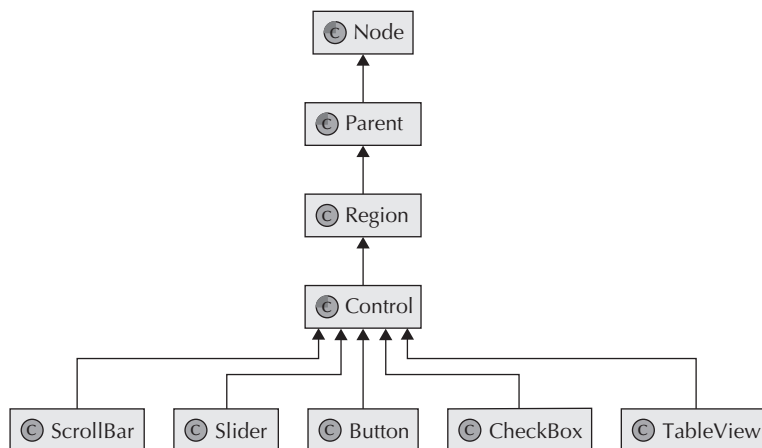 C Node
C Parent
C Region
C Control
C ScrollBar
C Slider
C Button
C CheckBox
C TableView